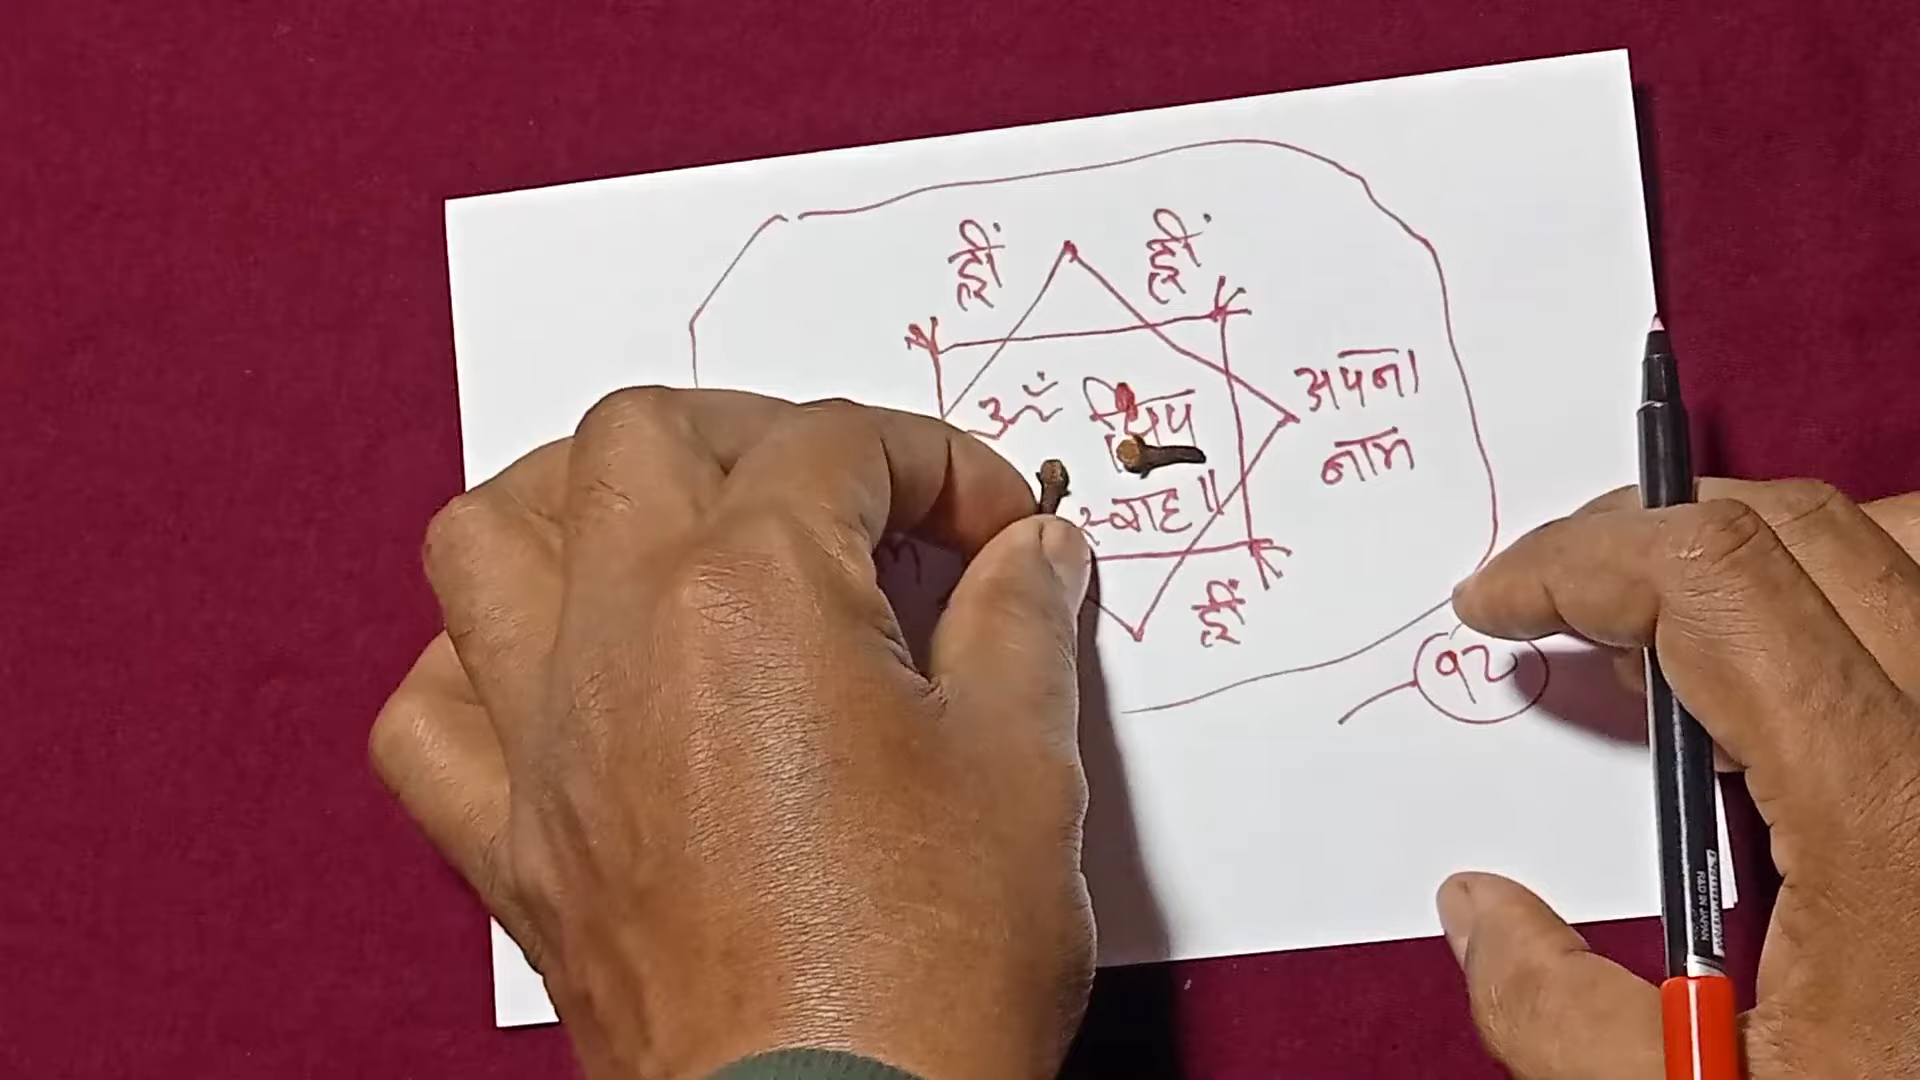 ह्रीं ह्रीं
ॐ क्षिप
स्वाहा॥
अपना
नाम
ह्रीं
१२